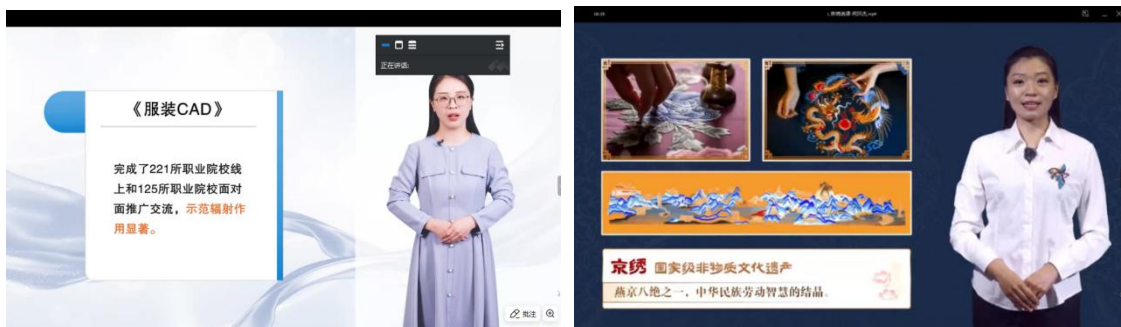 正在讲话:
《服装CAD》
完成了221所职业院校线
上和125所职业院校面对
面推广交流，示范辐射作
用显著。
批注
京绣 国家级非物质文化遗产
燕京八绝之一，中华民族劳动智慧的结晶。